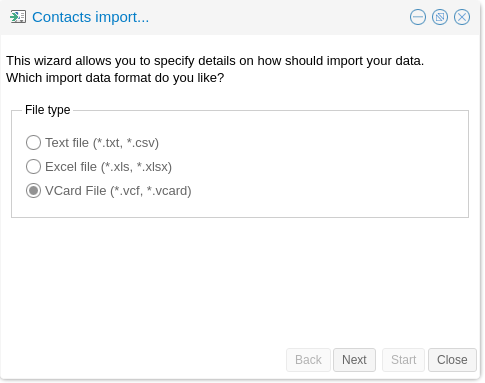 Contacts import...
This wizard allows you to specify details on how should import your data.
Which import data format do you like?
File type
Text file (*.txt, *.csv)
Excel file (*.xls, *.xlsx)
VCard File (*.vcf, *.vcard)
Back Next Start Close